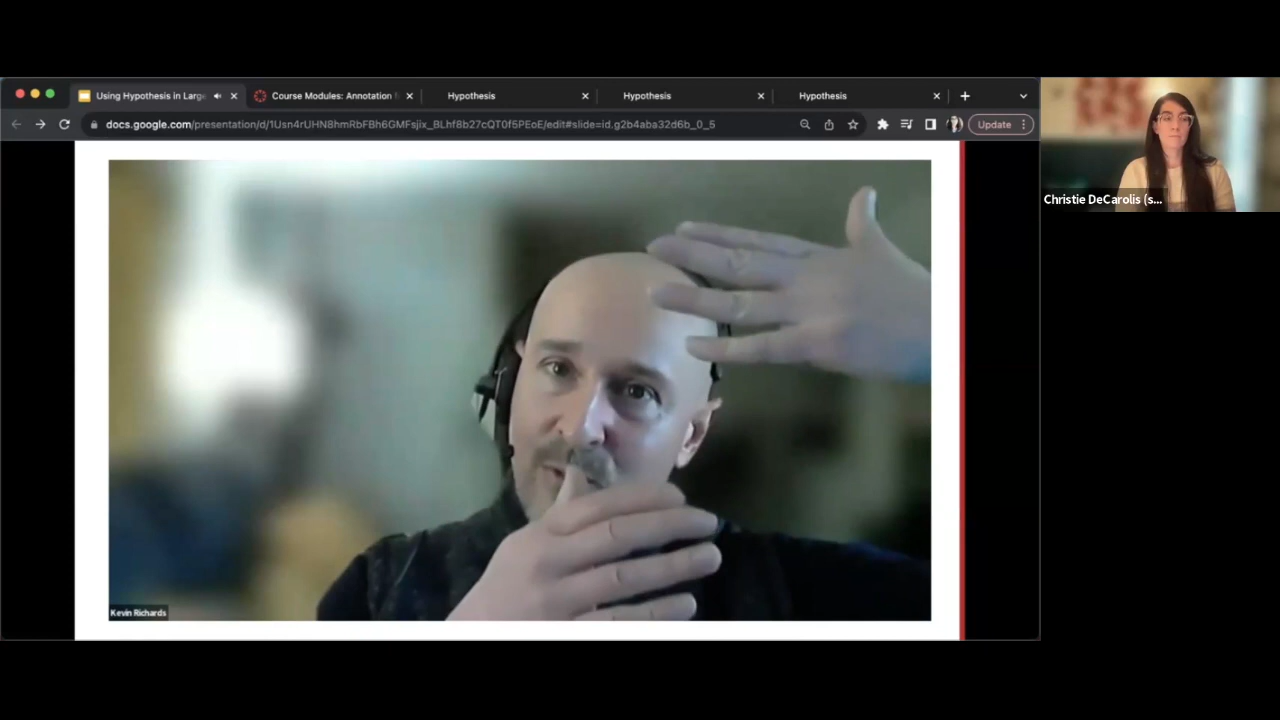 Using Hypothesis in Larg
Course Modules: Annotation
Hypothesis
Hypothesis
Hypothesis
docs.google.com/presentation/d/1Usn4rUHN8hmRbFBh6GMFsjix_BLhf8b27cQT0f5PEoE/edit#slide=id.g2b4aba32d6b_0_5
Update
Christie DeCarolis (s...
Kevin Richards